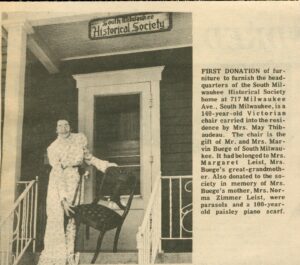 South Milwaukee
Historical Society
FIRST DONATION of fur-
niture to furnish the head-
quarters of the South Mil-
waukee Historical Society
home at 717 Milwaukee
Ave., South Milwaukee, is a
140-year-old Victorian
chair carried into the resi-
dence by Mrs. May Thib-
audeau. The chair is the
gift of Mr. and Mrs. Mar-
vin Buege of South Milwau-
kee. It had belonged to Mrs.
Margaret Leist, Mrs.
Buege's great-grandmoth-
er. Also donated to the so-
ciety in memory of Mrs.
Buege's mother, Mrs. Nor-
ma Zimmer Leist, were
parasols and a 100-year-
old paisley piano scarf.